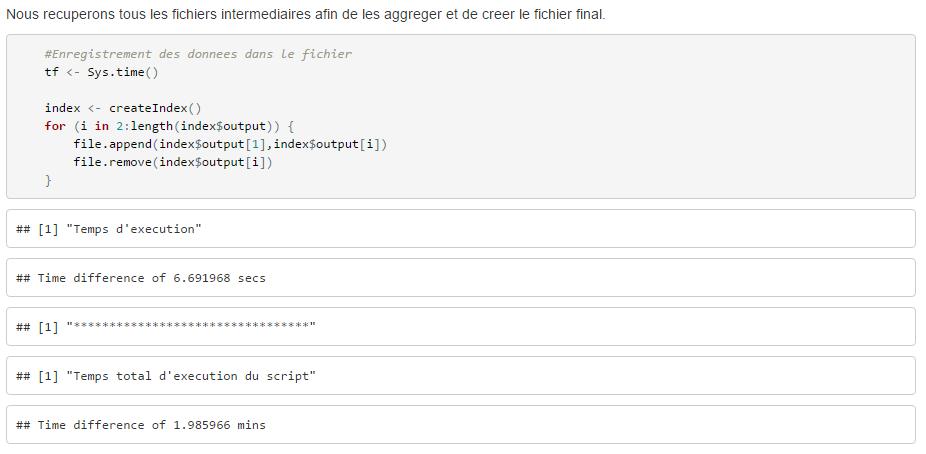 Nous recuperons tous les fichiers intermediaires afin de les aggreger et de creer le fichier final.
#Enregistrement des donnees dans le fichier
tf <- Sys.time()
index <- createIndex()
for (i in 2:length(index$output)) {
file.append(index$output[1],index$output[i])
file.remove(index$output[i])
}
## [1] "Temps d'execution"
## Time difference of 6.691968 secs
## [1] "*********************************"
## [1] "Temps total d'execution du script"
## Time difference of 1.985966 mins